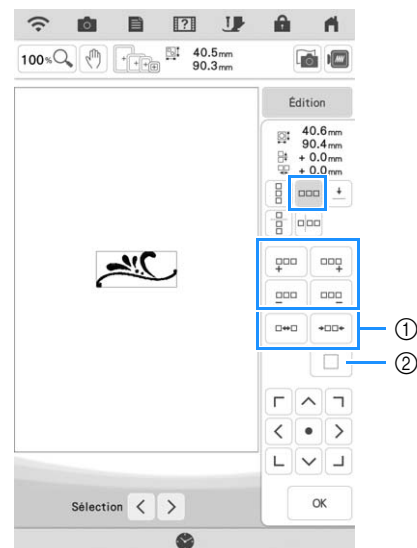 100%
40.5mm
90.3mm
Édition
40.6mm
90.4mm
+ 0.0mm
+ 0.0mm
①
②
Sélection
OK